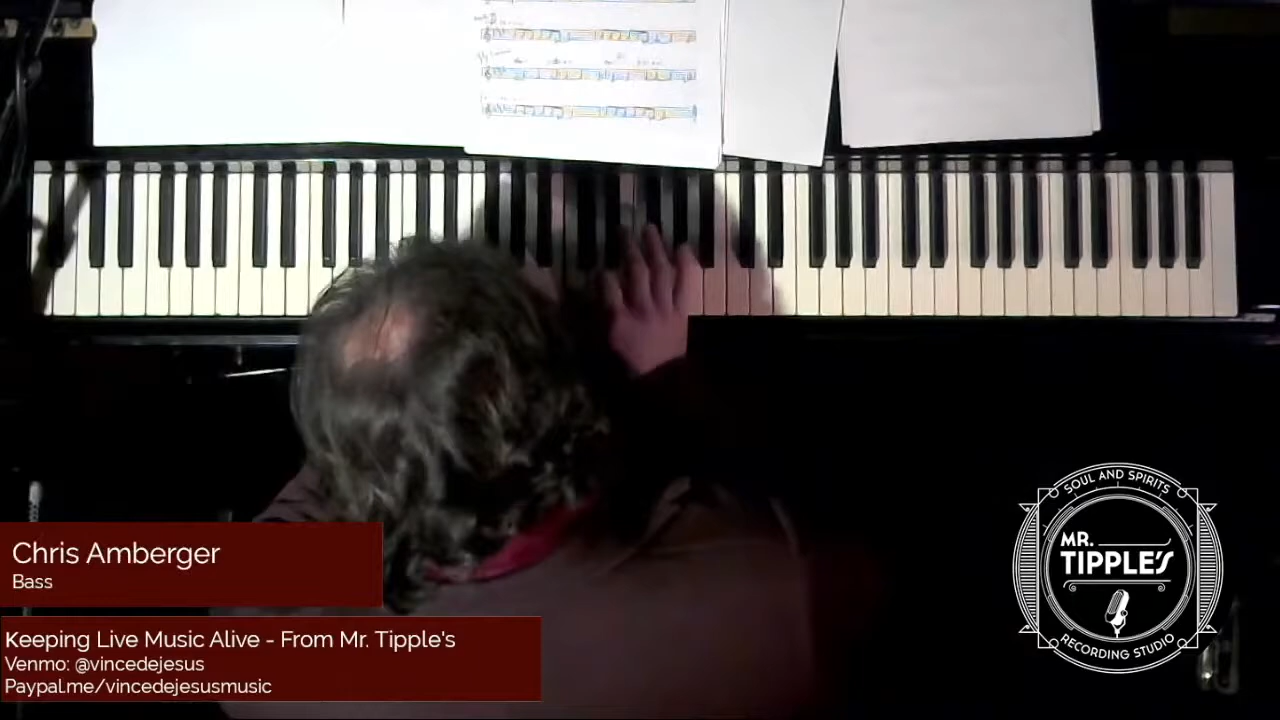 Chris Amberger
Bass
Keeping Live Music Alive - From Mr. Tipple's
Venmo: @vincedejesus
Paypal.me/vincedejesusmusic
SOUL AND SPIRITS
MR.
TIPPLE'S
RECORDING STUDIO